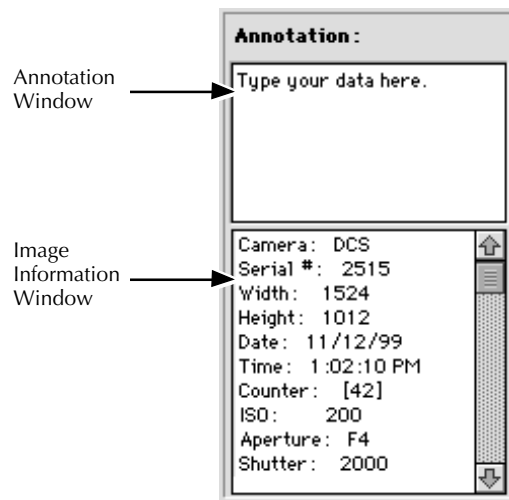 Annotation:
Annotation
Window
Type your data here.
Image
Information
Window
Camera: DCS
Serial #: 2515
Width: 1524
Height: 1012
Date: 11/12/99
Time: 1:02:10 PM
Counter: [42]
ISO: 200
Aperture: F4
Shutter: 2000